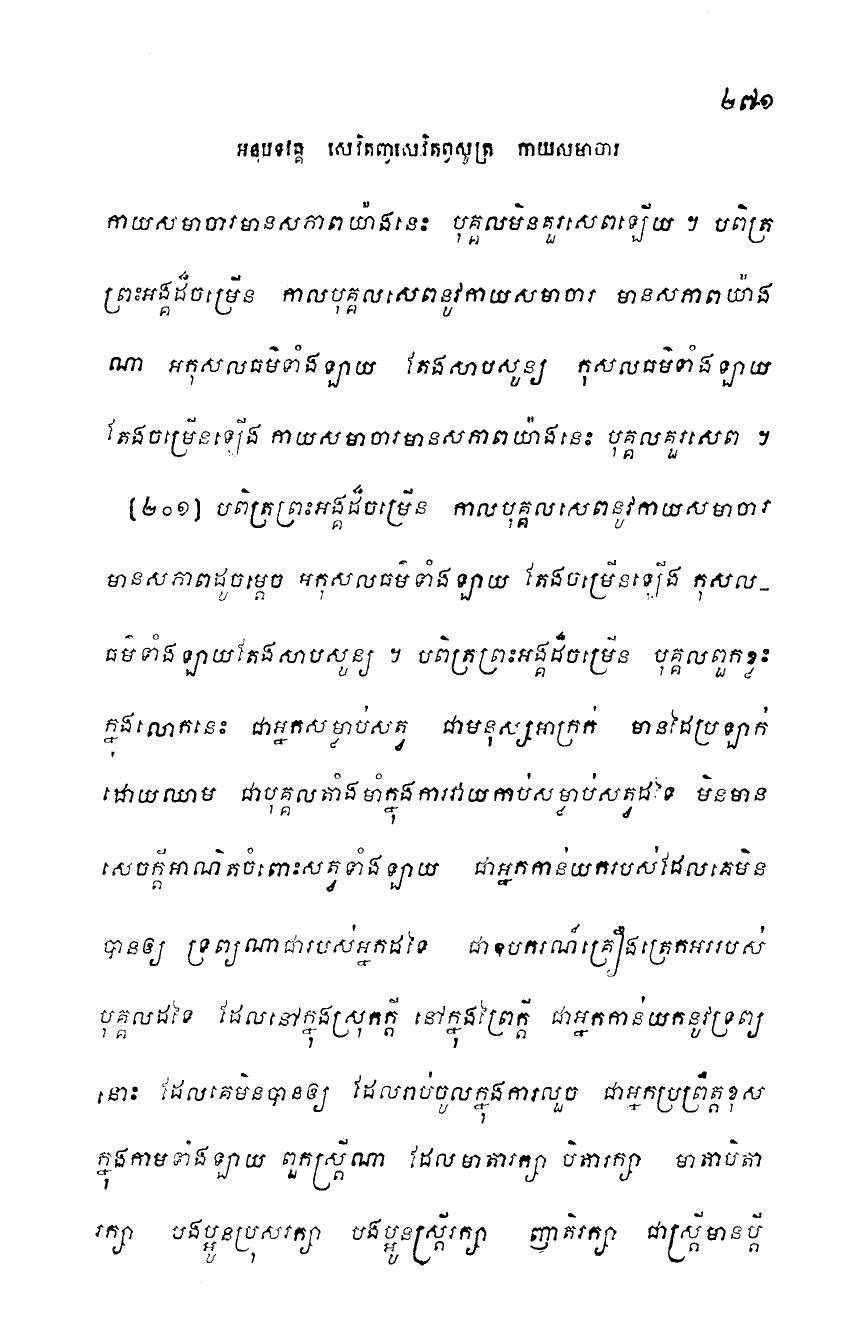 ២៧១
អនុបទវគ្គ សេវិតព្វាសេវិតព្វសូត្រ កាយសមាចារ
កាយសមាចារមានសភាពយ៉ាងនេះ បុគ្គលមិនគួរសេពឡើយ ។ បពិត្រ
ព្រះអង្គដ៏ចម្រើន កាលបុគ្គលសេពនូវកាយសមាចារ មានសភាពយ៉ាង
ណា អកុសលធម៌ទាំងឡាយ តែងសាបសូន្យ កុសលធម៌ទាំងឡាយ
តែងចម្រើនឡើង កាយសមាចារមានសភាពយ៉ាងនេះ បុគ្គលគួរសេព ។
[២០១] បពិត្រព្រះអង្គដ៏ចម្រើន កាលបុគ្គលសេពនូវកាយសមាចារ
មានសភាពដូចម្តេច អកុសលធម៌ទាំងឡាយ តែងចម្រើនឡើង កុសល-
ធម៌ទាំងឡាយតែងសាបសូន្យ ។ បពិត្រព្រះអង្គដ៏ចម្រើន បុគ្គលពួកខ្លះ
ក្នុងលោកនេះ ជាអ្នកសម្លាប់សត្វ ជាមនុស្សអាក្រក់ មានដៃប្រឡាក់
ដោយឈាម ជាបុគ្គលតាំងមាំក្នុងការវាយកាប់សម្លាប់សត្វដទៃ មិនមាន
សេចក្តីអាណិតចំពោះសត្វទាំងឡាយ ជាអ្នកកាន់យករបស់ដែលគេមិន
បានឲ្យ ទ្រព្យណាជារបស់អ្នកដទៃ ជាឧបករណ៍គ្រឿងត្រេកអររបស់
បុគ្គលដទៃ ដែលនៅក្នុងស្រុកក្តី នៅក្នុងព្រៃក្តី ជាអ្នកកាន់យកនូវទ្រព្យ
នោះ ដែលគេមិនបានឲ្យ ដែលរាប់ចូលក្នុងការលួច ជាអ្នកប្រព្រឹត្តខុស
ក្នុងកាមទាំងឡាយ ពួកស្ត្រីណា ដែលមាតារក្សា បិតារក្សា មាតាបិតា
រក្សា បងប្អូនប្រុសរក្សា បងប្អូនស្ត្រីរក្សា ញាតិរក្សា ជាស្ត្រីមានប្តី